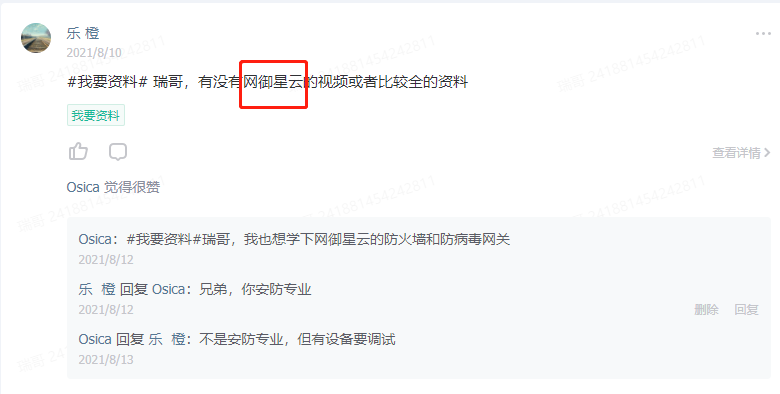 乐 橙
2021/8/10
#我要资料# 瑞哥，有没有网御星云的视频或者比较全的资料
我要资料
查看详情
Osica 觉得很赞
Osica：#我要资料#瑞哥，我也想学下网御星云的防火墙和防病毒网关
2021/8/12
乐 橙 回复 Osica：兄弟，你安防专业
2021/8/12
删除 回复
Osica 回复 乐 橙：不是安防专业，但有设备要调试
2021/8/13
瑞哥 241881454242811